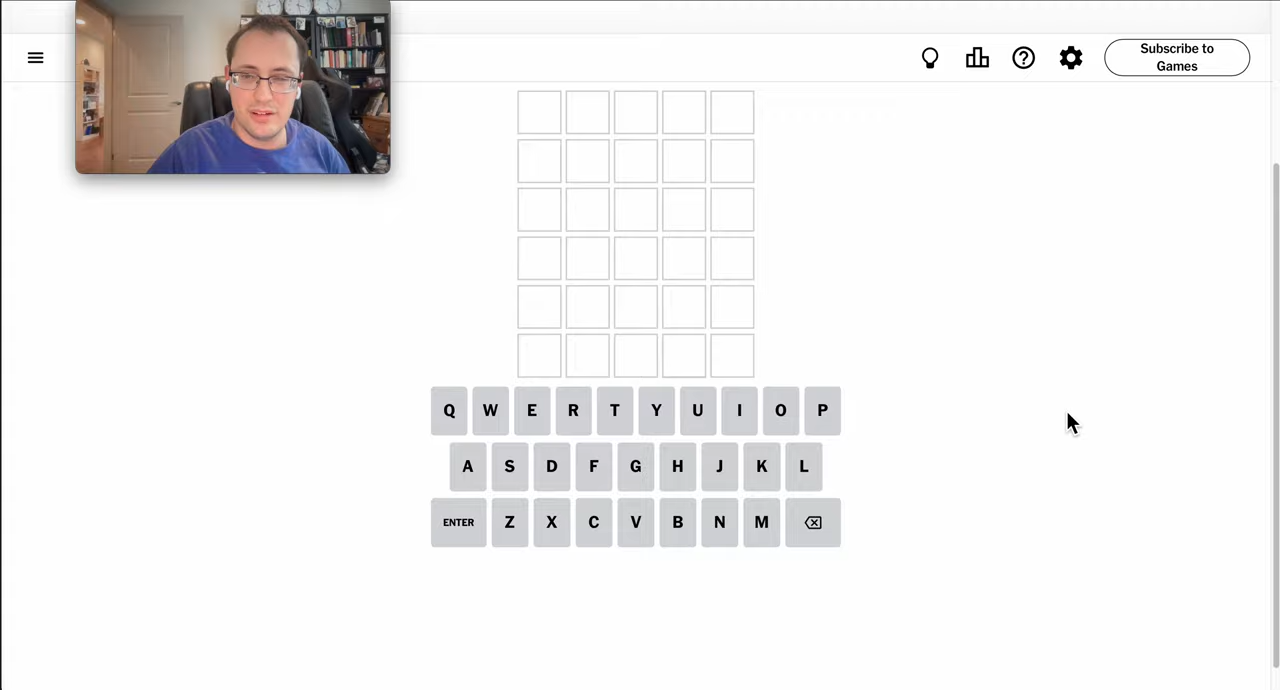 Subscribe to
Games
Q W E R T Y U I O P
A S D F G H J K L
ENTER Z X C V B N M